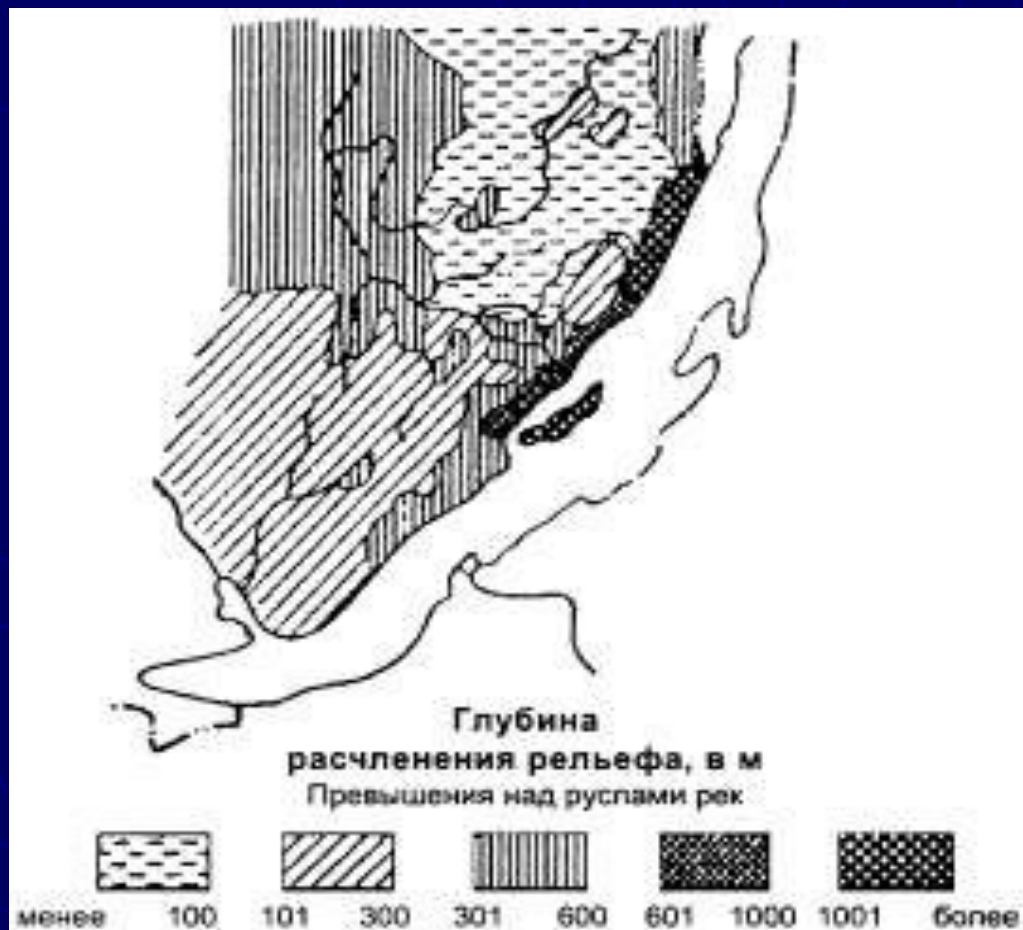 Глубина
расчленения рельефа, в м
Превышения над руслами рек
менее 100 101 300 301 600 601 1000 1001 более